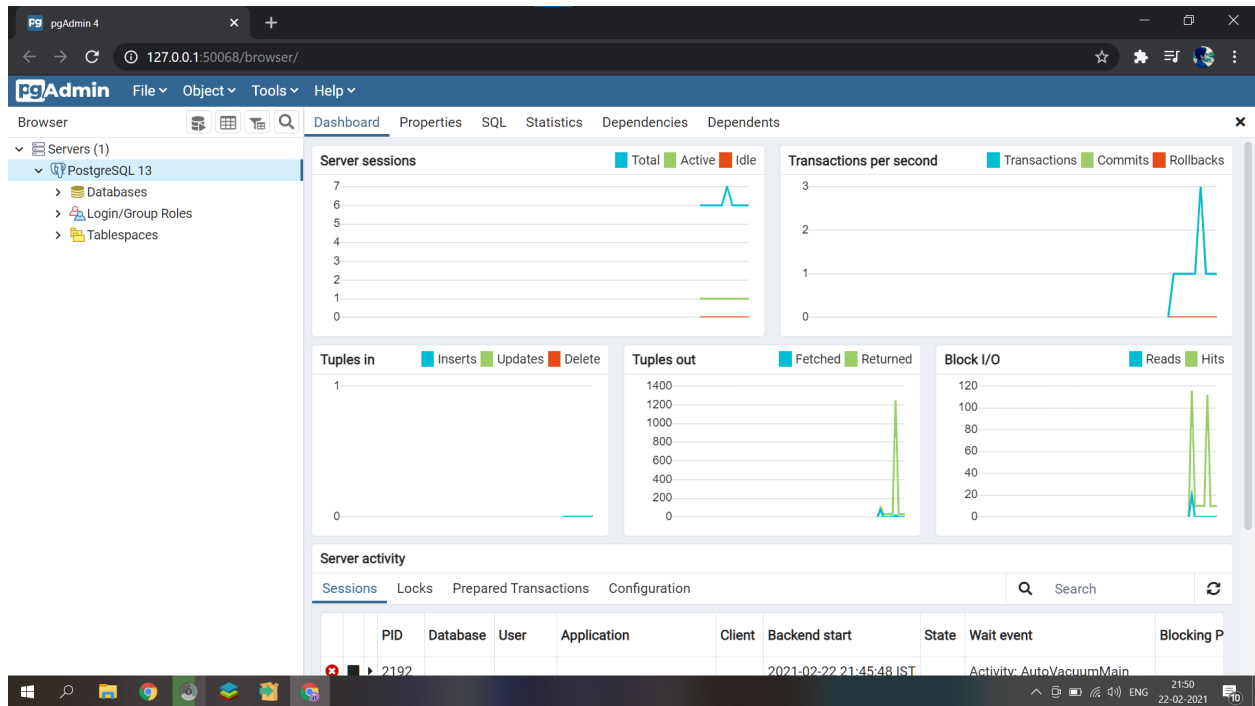 pgAdmin 4
127.0.0.1:50068/browser/
pgAdmin File Object Tools Help
Browser
Dashboard Properties SQL Statistics Dependencies Dependents
Servers (1)
PostgreSQL 13
Databases
Login/Group Roles
Tablespaces
Server sessions Total Active Idle
7
6
5
4
3
2
1
0
Transactions per second Transactions Commits Rollbacks
3
2
1
0
Tuples in Inserts Updates Delete
1
0
Tuples out Fetched Returned
1400
1200
1000
800
600
400
200
0
Block I/O Reads Hits
120
100
80
60
40
20
0
Server activity
Sessions Locks Prepared Transactions Configuration
Search
PID Database User Application Client Backend start State Wait event Blocking P
2192 2021-02-22 21:45:48 IST Activity: AutoVacuumMain
ENG
21:50
22-02-2021
10